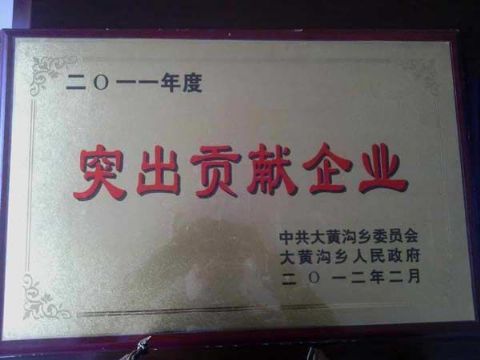 二〇一一年度
突出贡献企业
中共大黄沟乡委员会
大黄沟乡人民政府
二〇一二年二月